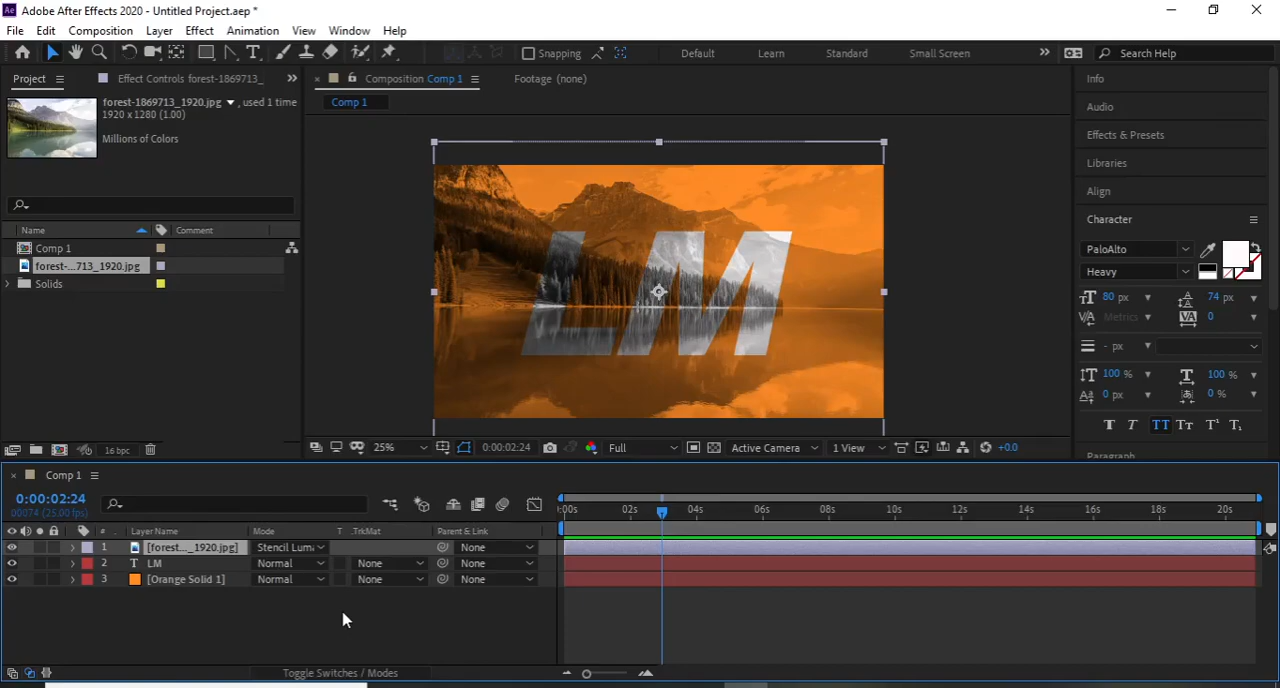 Adobe After Effects 2020 - Untitled Project.aep *
File Edit Composition Layer Effect Animation View Window Help
Snapping Default Learn Standard Small Screen Search Help
Project Effect Controls forest-1869713_ Composition Comp 1 Footage (none) Info
forest-1869713_1920.jpg , used 1 time
1920 x 1280 (1.00)
Comp 1
Audio
Millions of Colors
Effects & Presets
Libraries
Align
Character
Name Comment
Comp 1
forest-...713_1920.jpg
Solids
PaloAlto
Heavy
80 px 74 px
Metrics 0
- px
100 % 100 %
0 px 0 %
LM
Paragraph
16 bpc 25% 0:00:02:24 Full Active Camera 1 View +0.0
Comp 1
0:00:02:24
00074 (25.00 fps)
:00s 02s 04s 06s 08s 10s 12s 14s 16s 18s 20s
# Layer Name Mode T .TrkMat Parent & Link
1 [forest..._1920.jpg] Stencil Luma None
2 T LM Normal None None
3 [Orange Solid 1] Normal None None
Toggle Switches / Modes